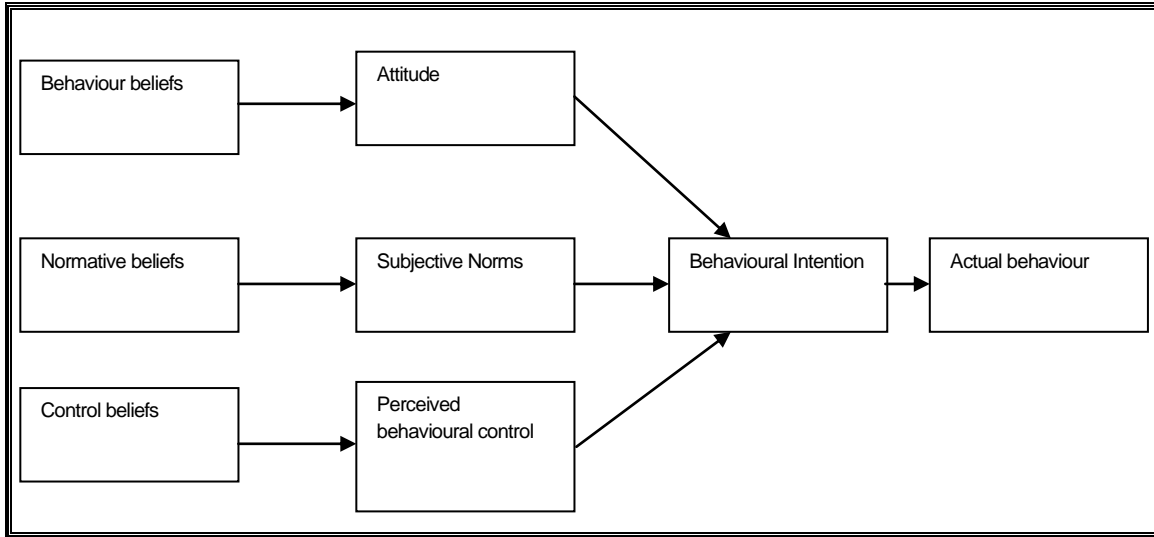 Behaviour beliefs
Attitude
Normative beliefs
Subjective Norms
Behavioural Intention
Actual behaviour
Control beliefs
Perceived
behavioural control